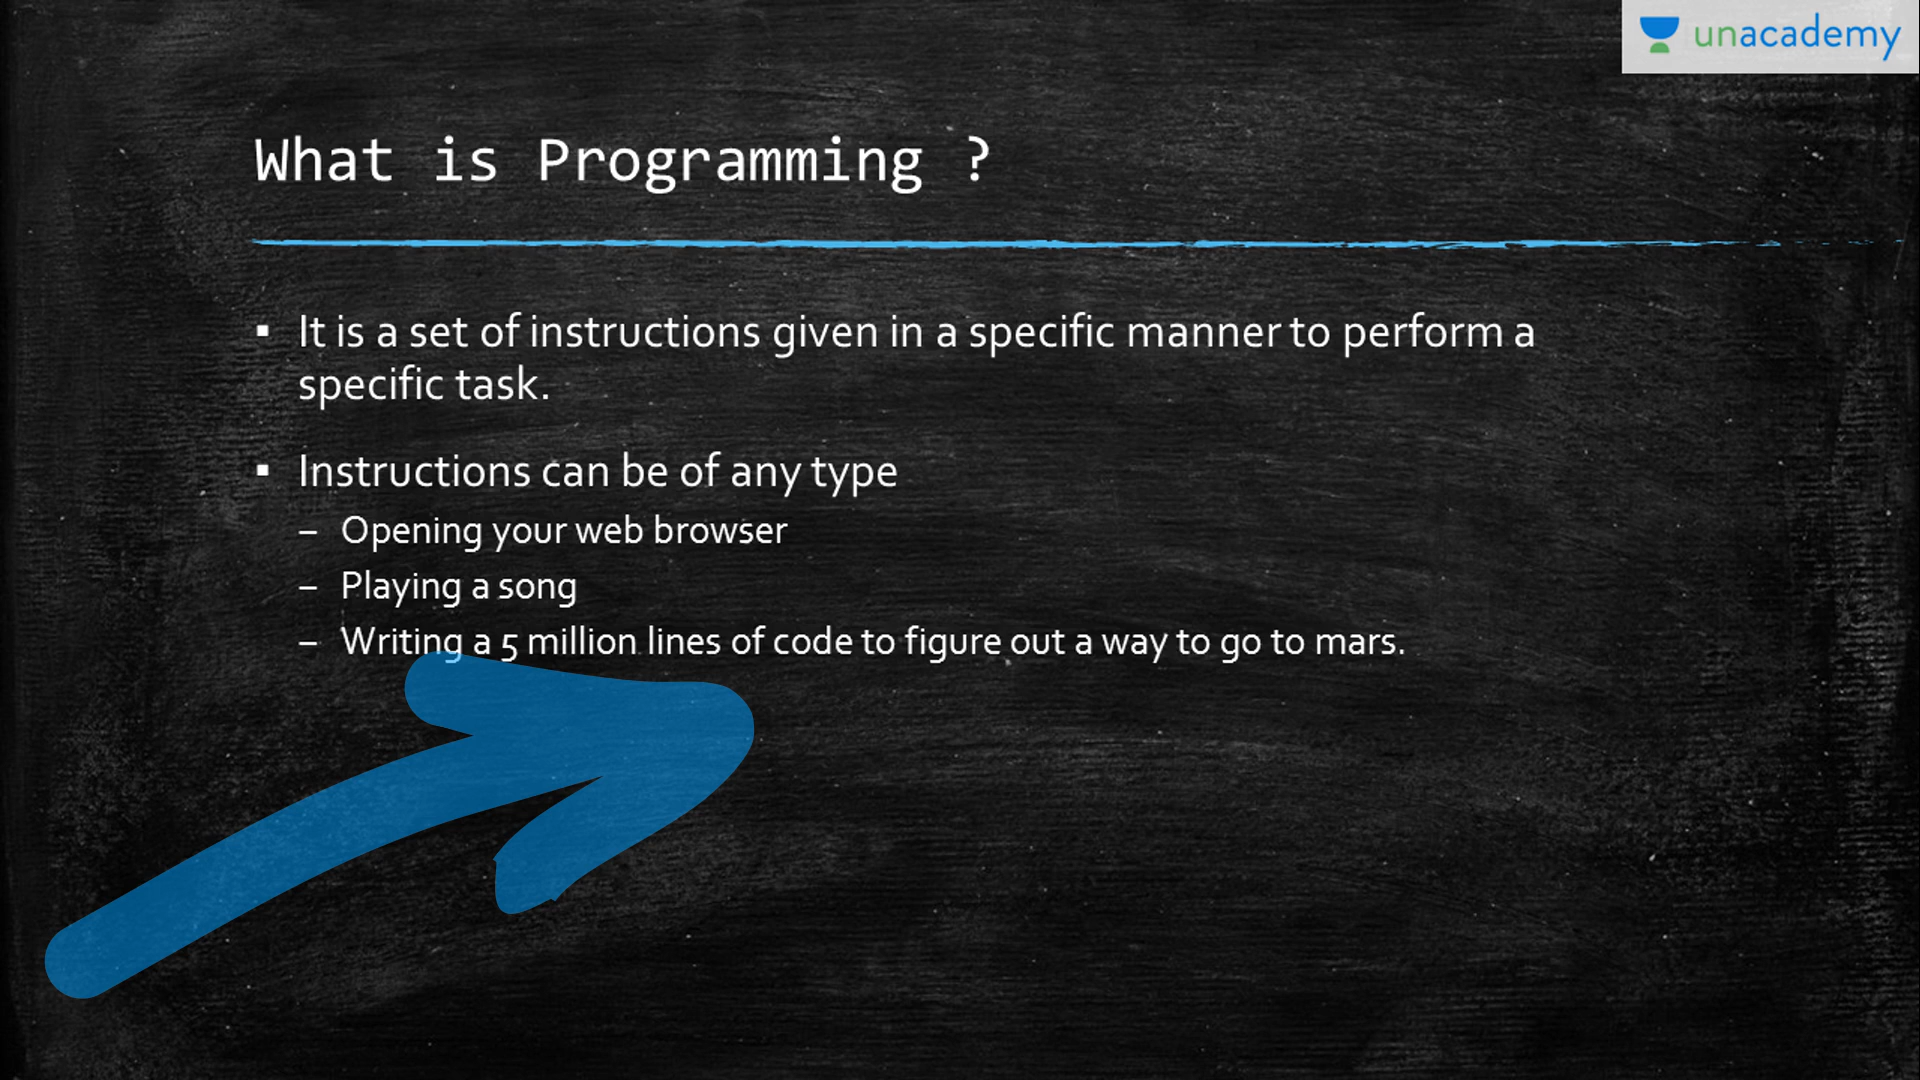 unacademy
What is Programming ?
▪ It is a set of instructions given in a specific manner to perform a
specific task.
▪ Instructions can be of any type
– Opening your web browser
– Playing a song
– Writing a 5 million lines of code to figure out a way to go to mars.